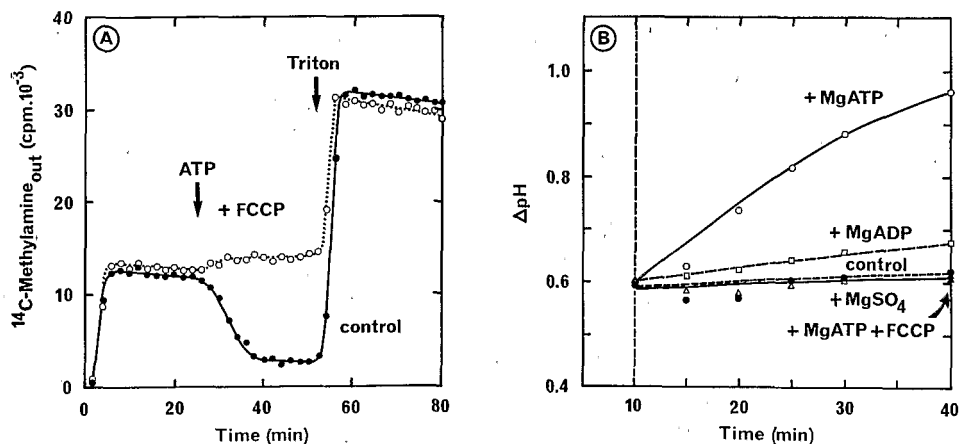 A
¹⁴C-Methylamine out (cpm.10⁻³)
40
30
20
10
0
ATP
+ FCCP
Triton
control
0 20 40 60 80
Time (min)
B
ΔpH
1.0
0.8
0.6
0.4
+ MgATP
+ MgADP
control
+ MgSO₄
+ MgATP + FCCP
10 20 30 40
Time (min)